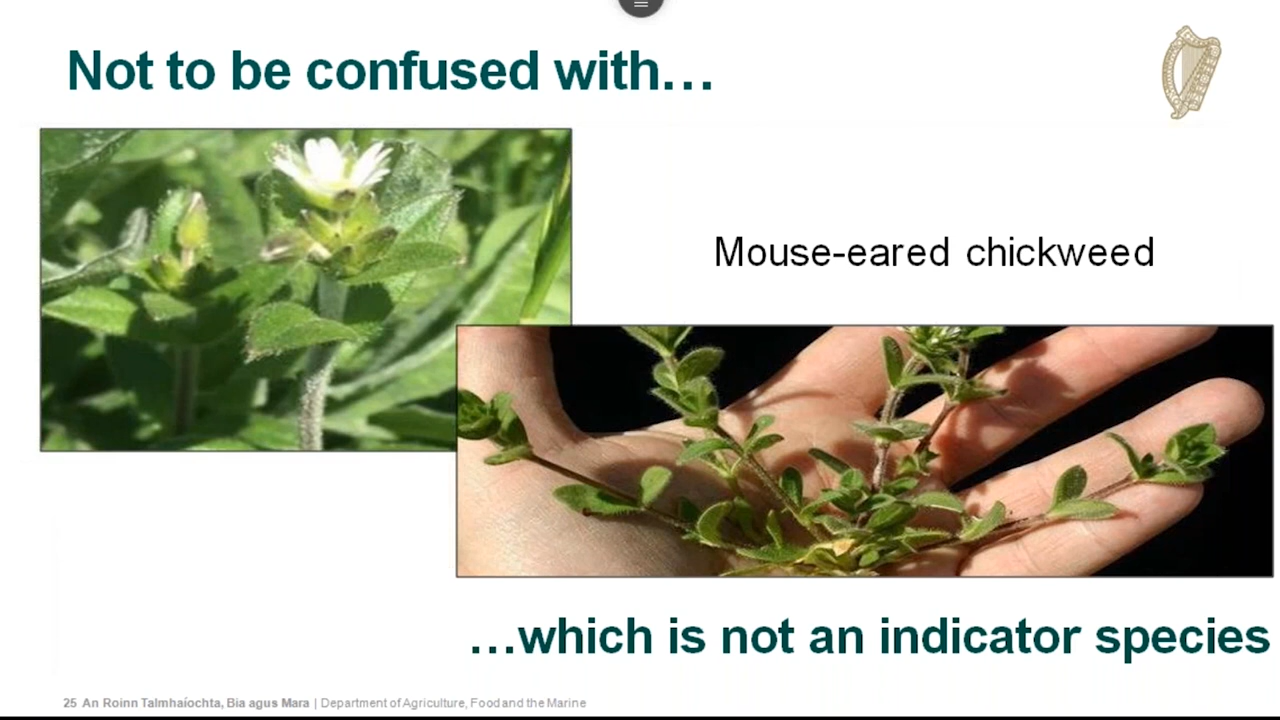 Not to be confused with…
Mouse-eared chickweed
…which is not an indicator species
25 An Roinn Talmhaíochta, Bia agus Mara | Department of Agriculture, Food and the Marine